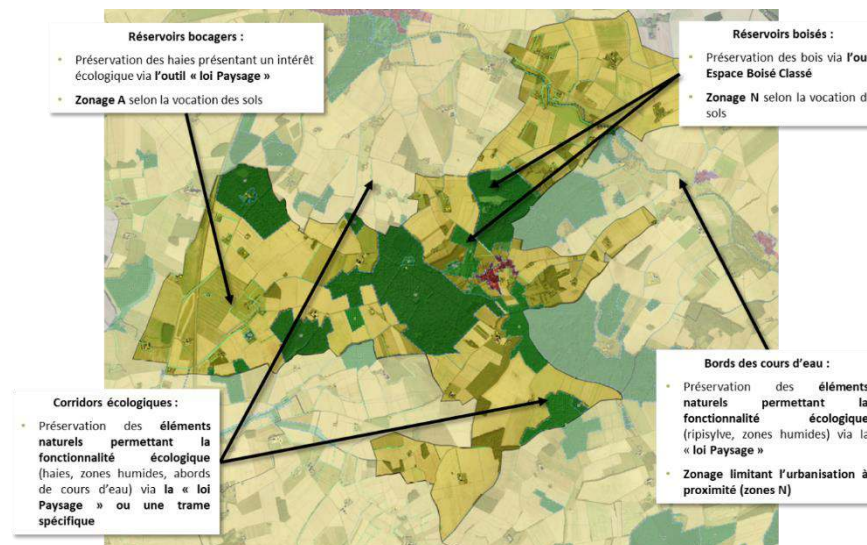 Réservoirs bocagers :
• Préservation des haies présentant un intérêt
écologique via l'outil « loi Paysage »
• Zonage A selon la vocation des sols
Réservoirs boisés :
• Préservation des bois via l'ou
Espace Boisé Classé
• Zonage N selon la vocation d
sols
Corridors écologiques :
• Préservation des éléments
naturels permettant la
fonctionnalité écologique
(haies, zones humides, abords
de cours d'eau) via la « loi
Paysage » ou une trame
spécifique
Bords des cours d'eau :
• Préservation des éléments
naturels permettant la
fonctionnalité écologique
(ripisylve, zones humides) via la
« loi Paysage »
• Zonage limitant l'urbanisation à
proximité (zones N)